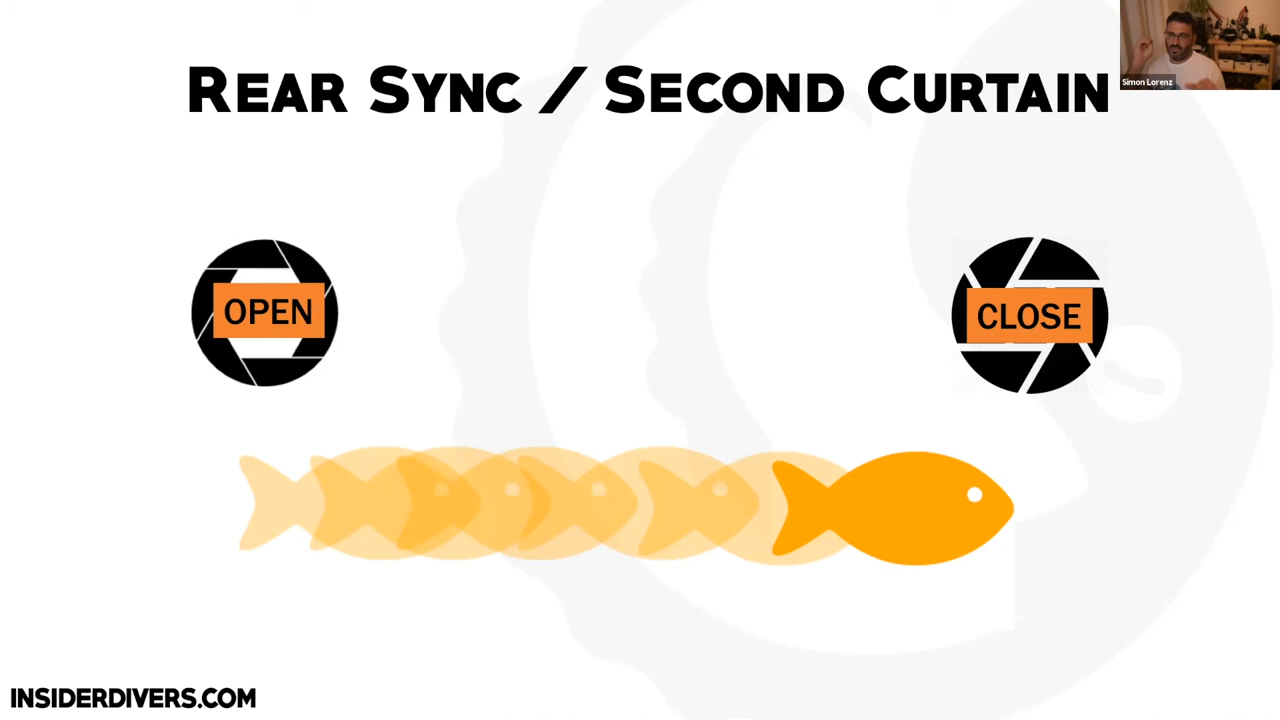 REAR SYNC / SECOND CURTAIN
Simon Lorenz
OPEN
CLOSE
INSIDERDIVERS.COM